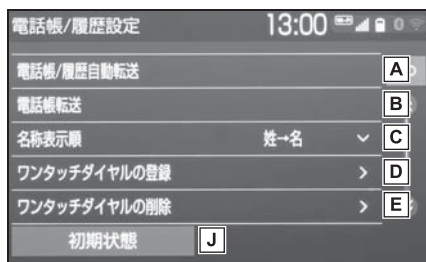 電話帳/履歴設定 13:00
電話帳/履歴自動転送 A
電話帳転送 B
名称表示順 姓→名 C
ワンタッチダイヤルの登録 > D
ワンタッチダイヤルの削除 > E
初期状態 J